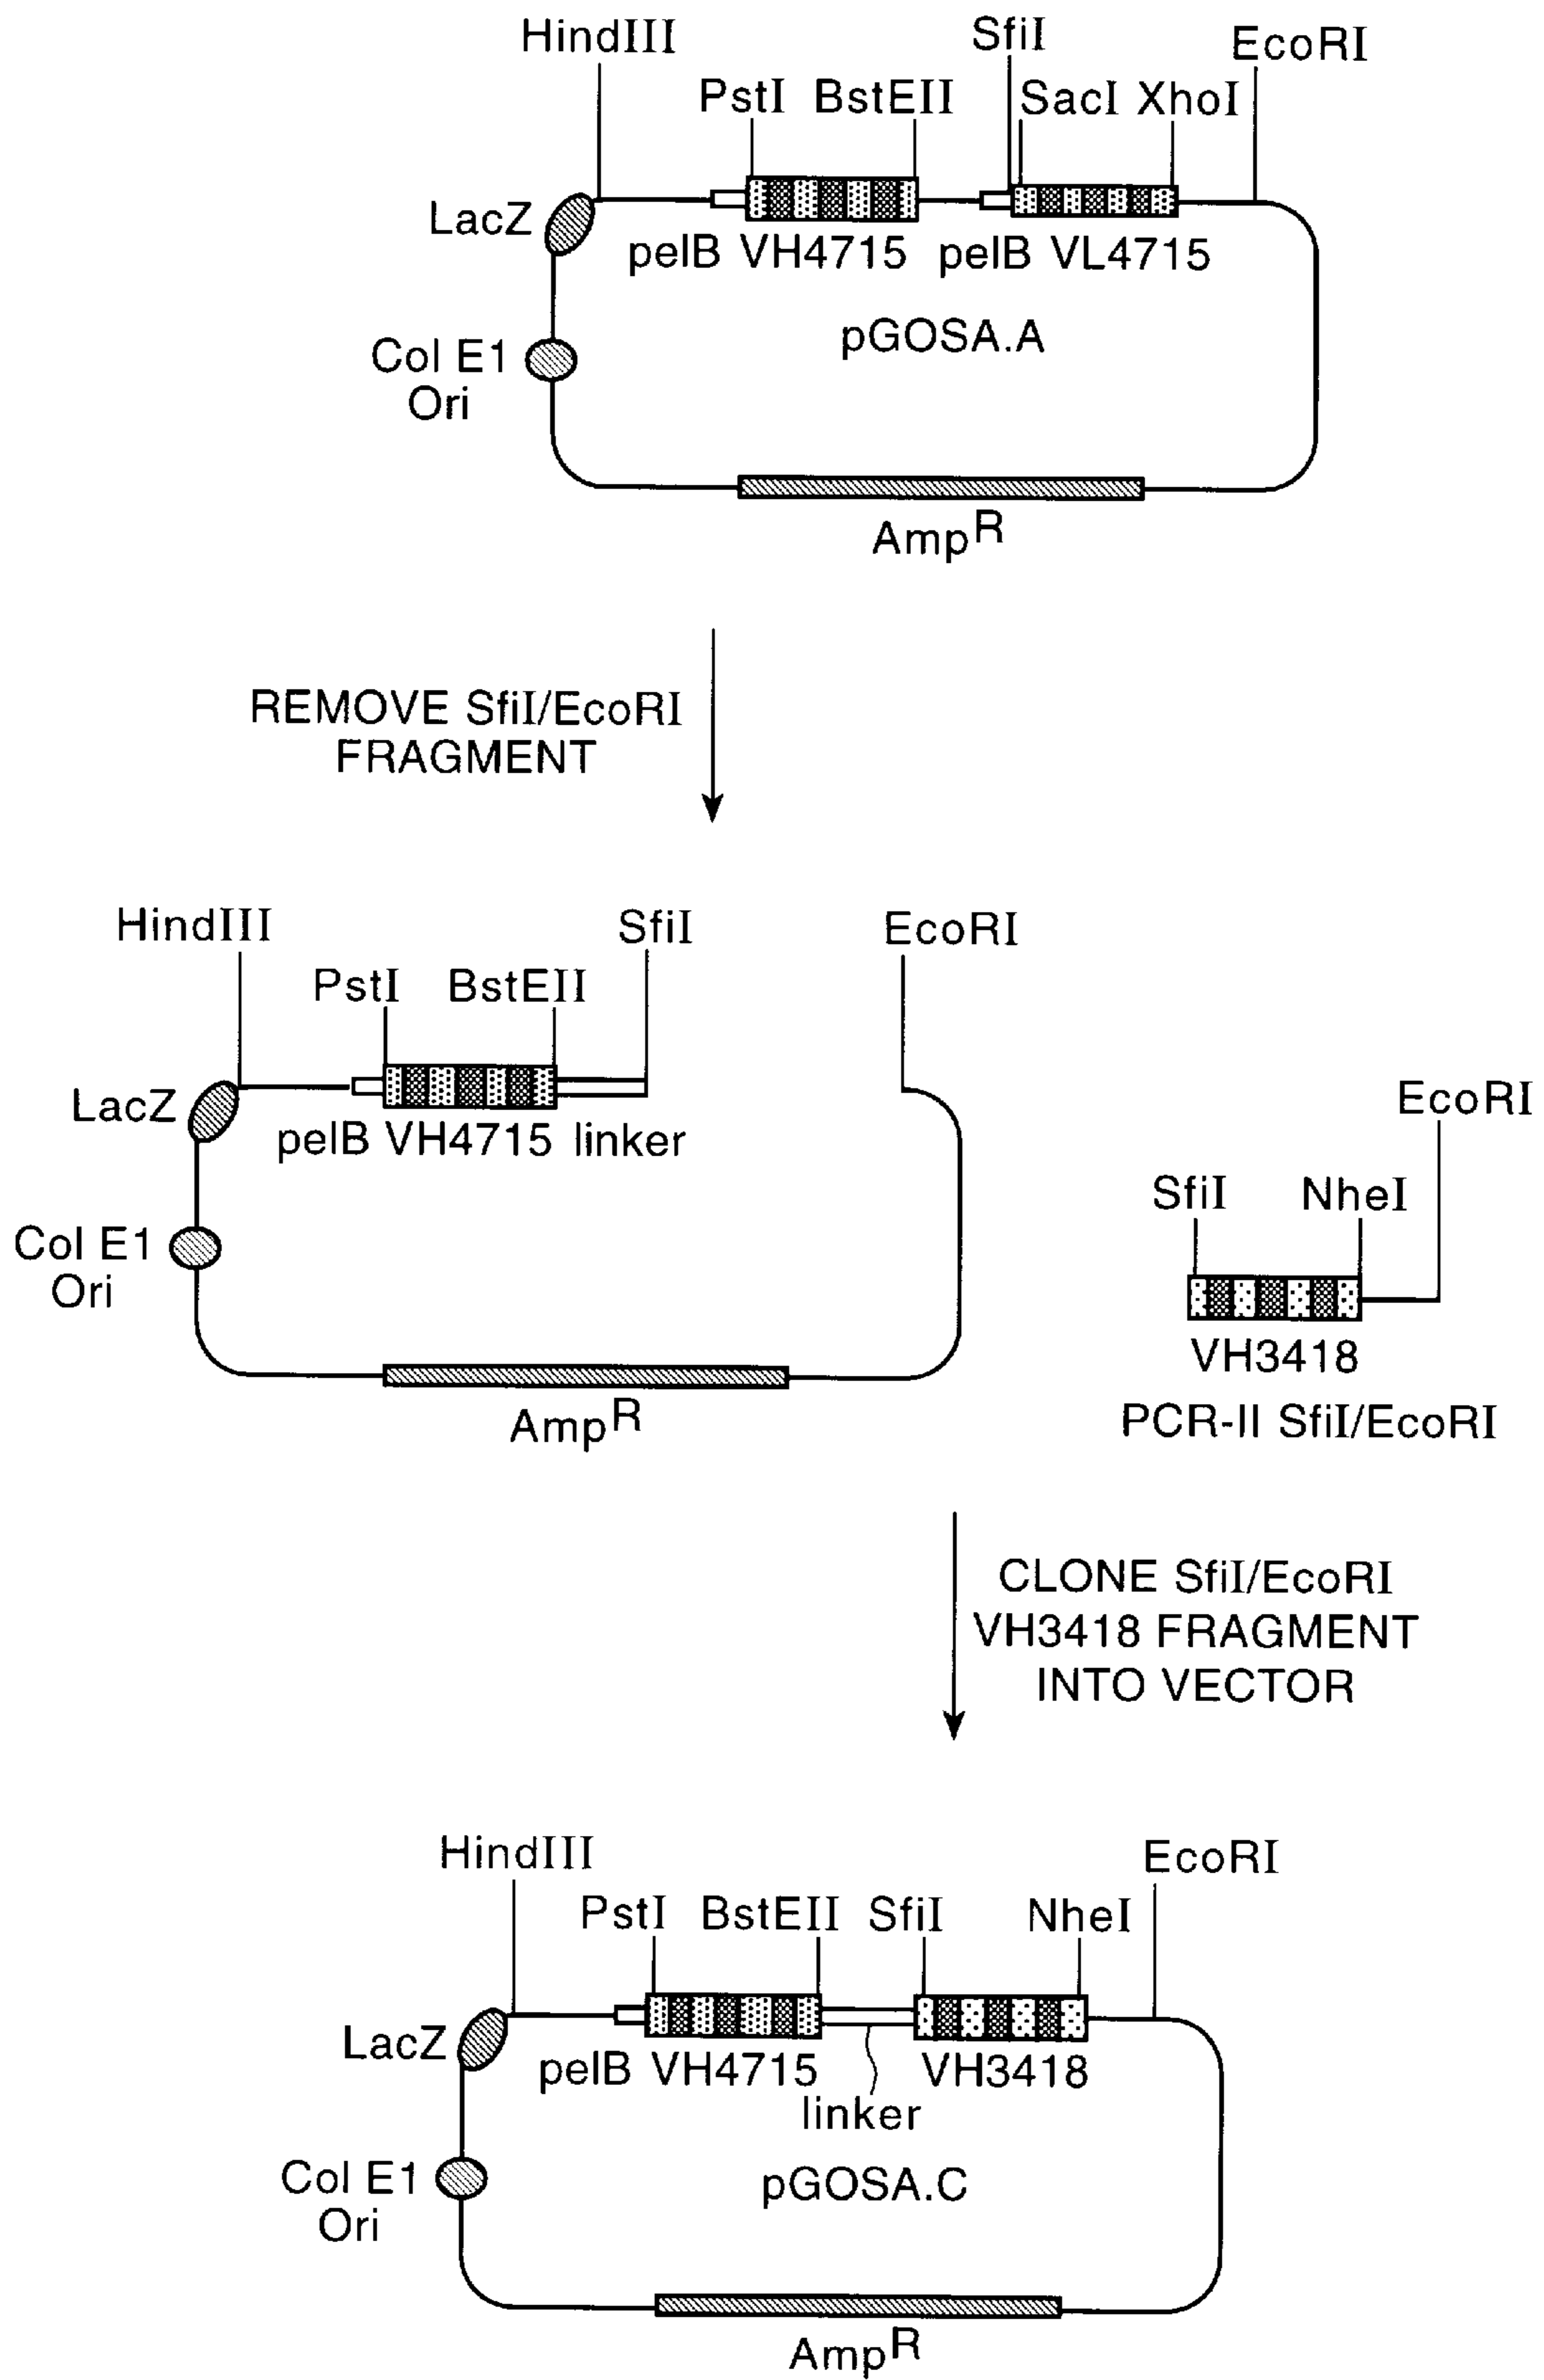 HindIII
SfiI
EcoRI
PstI
BstEII
SacI
XhoI
LacZ
pelB VH4715 pelB VL4715
pGOSA.A
Col E1
Ori
AmpR
REMOVE SfiI/EcoRI
FRAGMENT
HindIII
SfiI
EcoRI
PstI
BstEII
LacZ
pelB VH4715 linker
Col E1
Ori
AmpR
EcoRI
SfiI
NheI
VH3418
PCR-II SfiI/EcoRI
CLONE SfiI/EcoRI
VH3418 FRAGMENT
INTO VECTOR
HindIII
EcoRI
PstI
BstEII
SfiI
NheI
LacZ
pelB VH4715
VH3418
linker
Col E1
Ori
pGOSA.C
AmpR